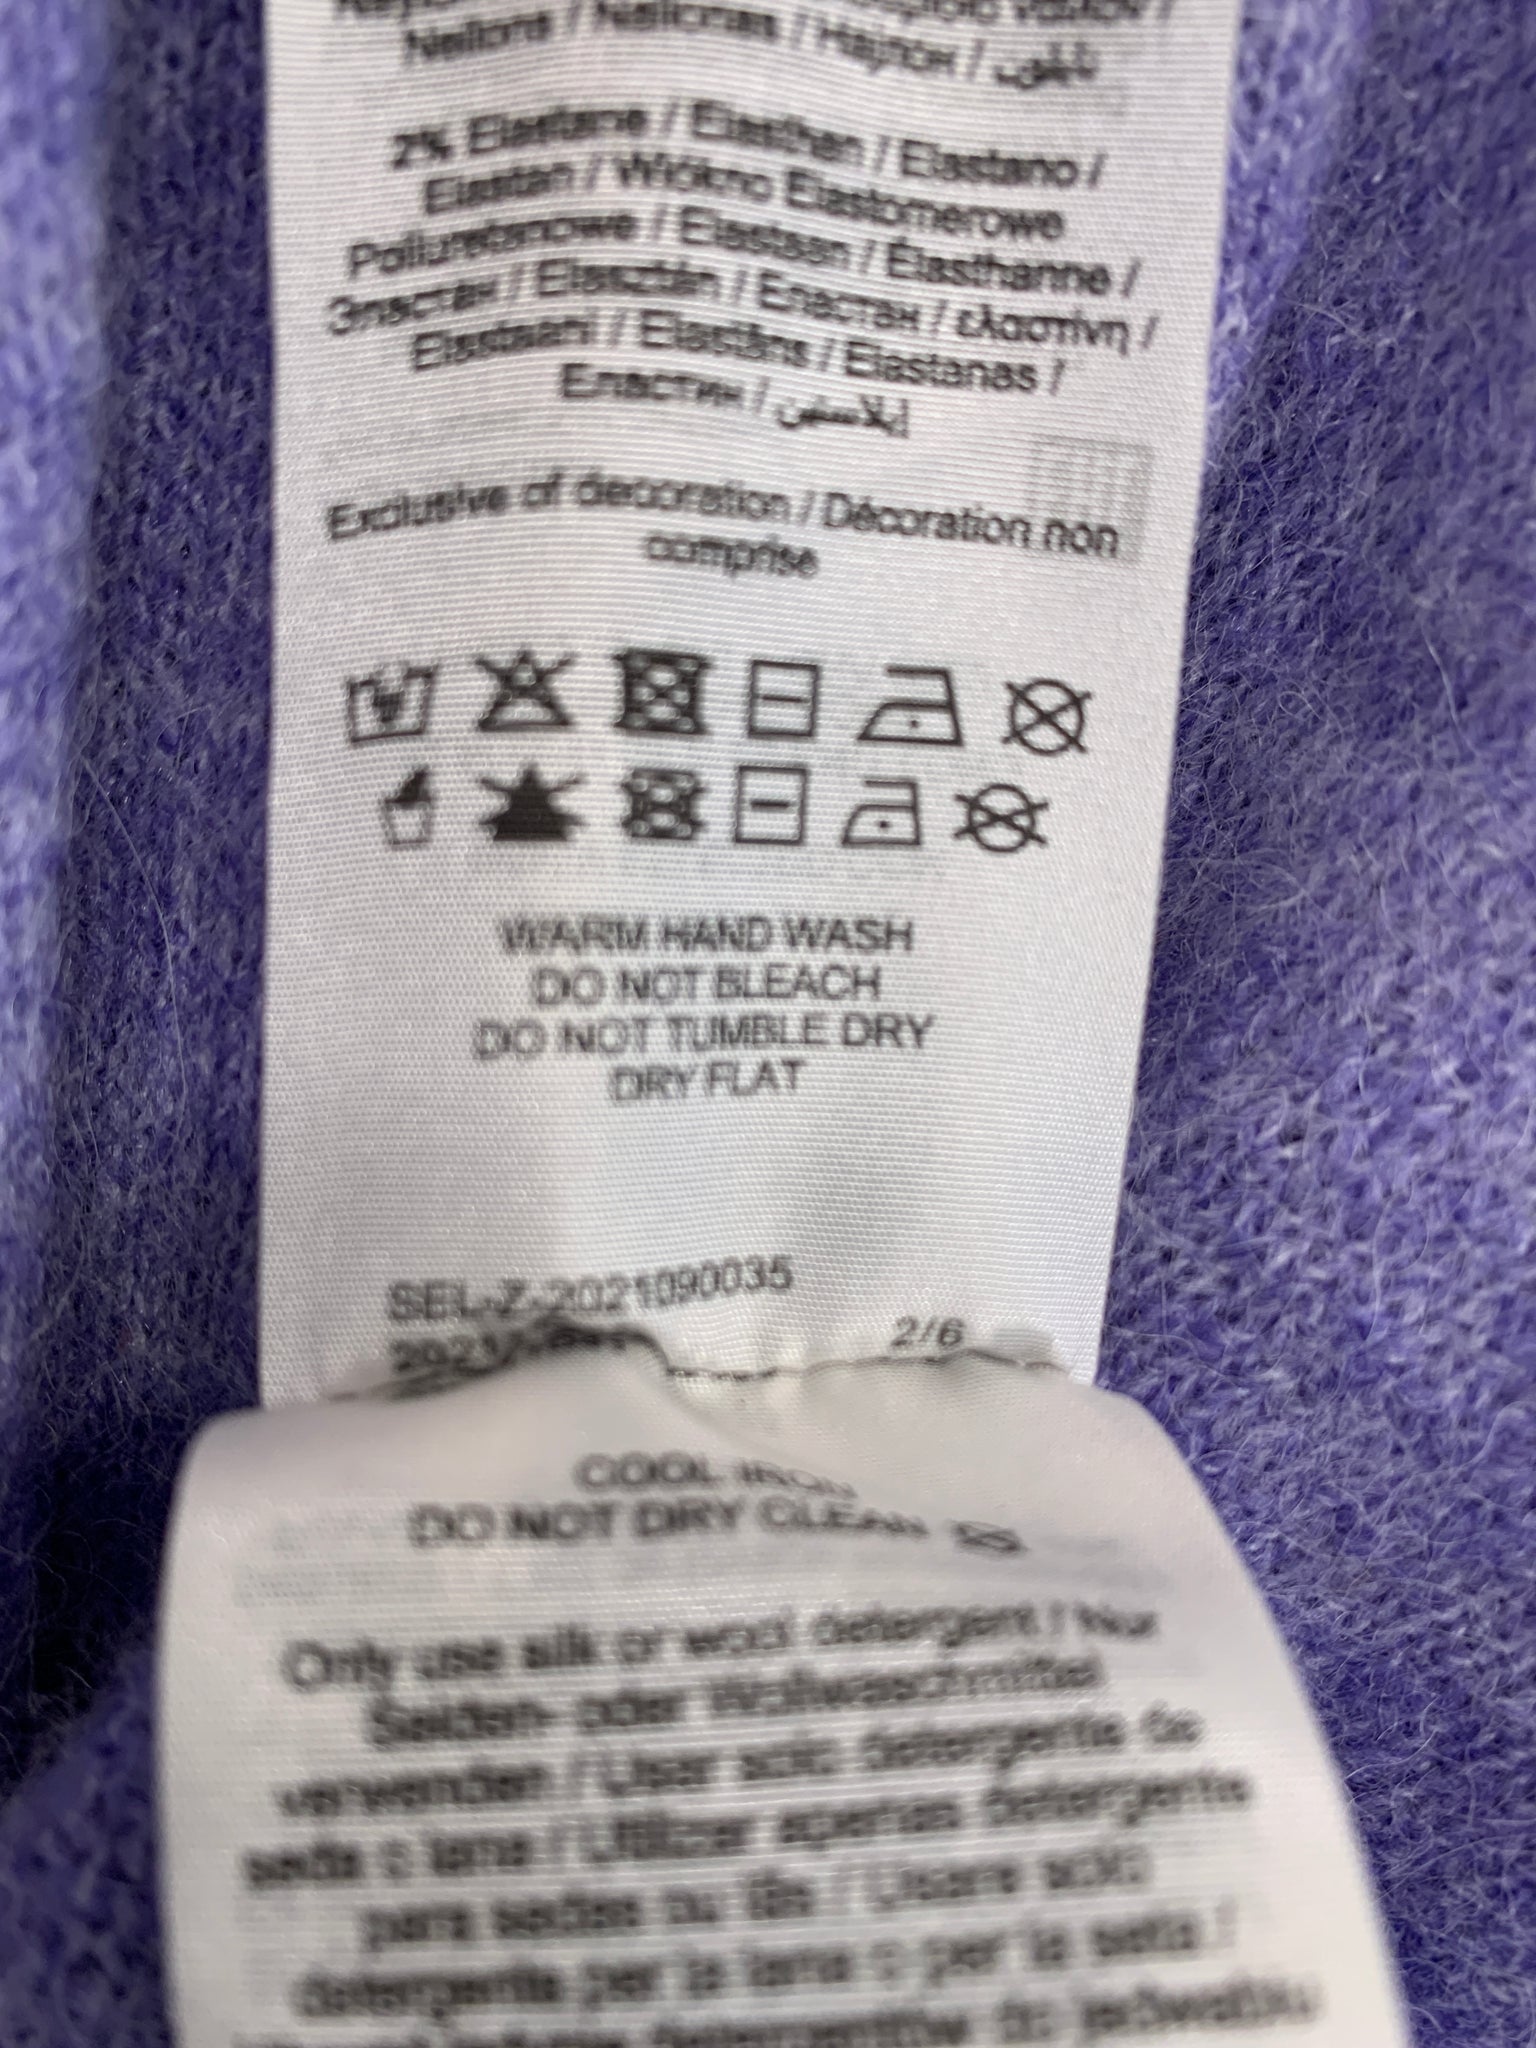 Neilons / Nailonas / Найлон / نايلون
2% Elastane / Elasthan / Elastano /
Elastan / Włókno Elastomerowe
Poliuretanowe / Elastaan / Élasthanne /
Эластан / Elasztán / Еластан / ελαστίνη /
Elastaani / Elastāns / Elastanas /
Еластин / إيلاستين
Exclusive of decoration / Décoration non
comprise
WARM HAND WASH
DO NOT BLEACH
DO NOT TUMBLE DRY
DRY FLAT
SEL-Z-2021090035
2/6
COOL IRON
DO NOT DRY CLEAN
Only use silk or wool detergent / Nur
Seiden- oder Wollwaschmittel
verwenden / Usar solo detergente de
seda o lana / Utilizar apenas detergente
para sedas ou lãs / Usare solo
detergente per la lana o per la seta /